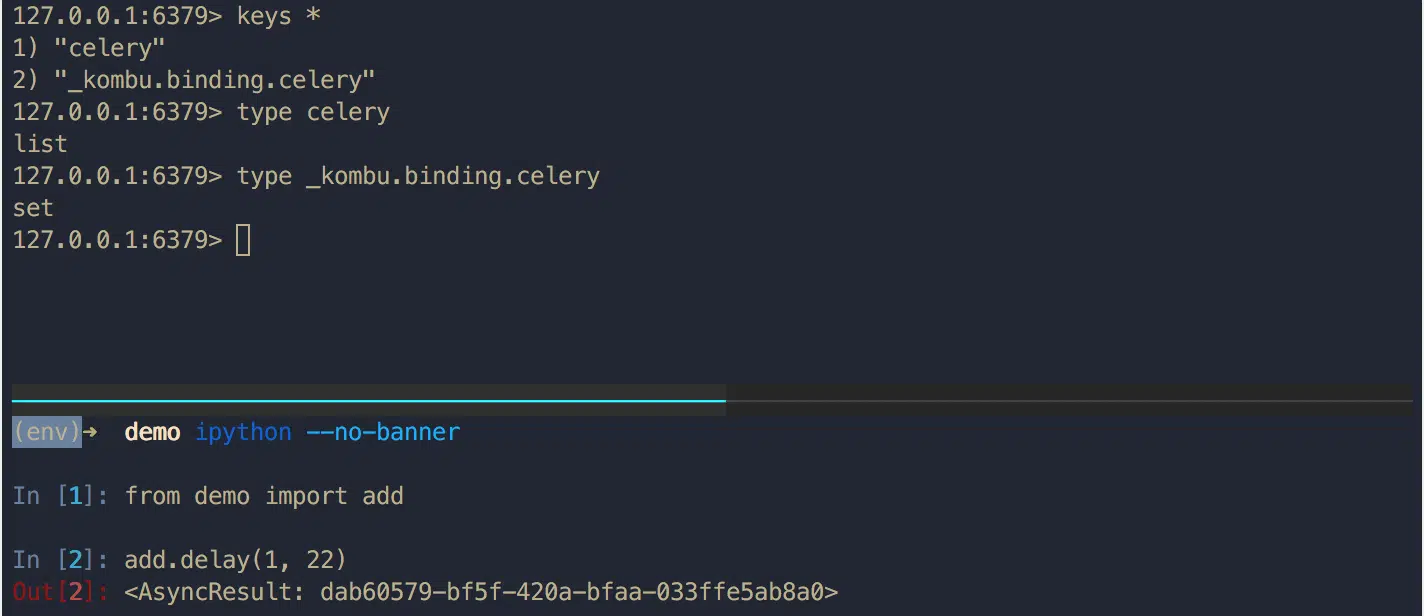 127.0.0.1:6379> keys *
1) "celery"
2) "_kombu.binding.celery"
127.0.0.1:6379> type celery
list
127.0.0.1:6379> type _kombu.binding.celery
set
127.0.0.1:6379>
(env)➜  demo ipython --no-banner
In [1]: from demo import add
In [2]: add.delay(1, 22)
Out[2]: <AsyncResult: dab60579-bf5f-420a-bfaa-033ffe5ab8a0>